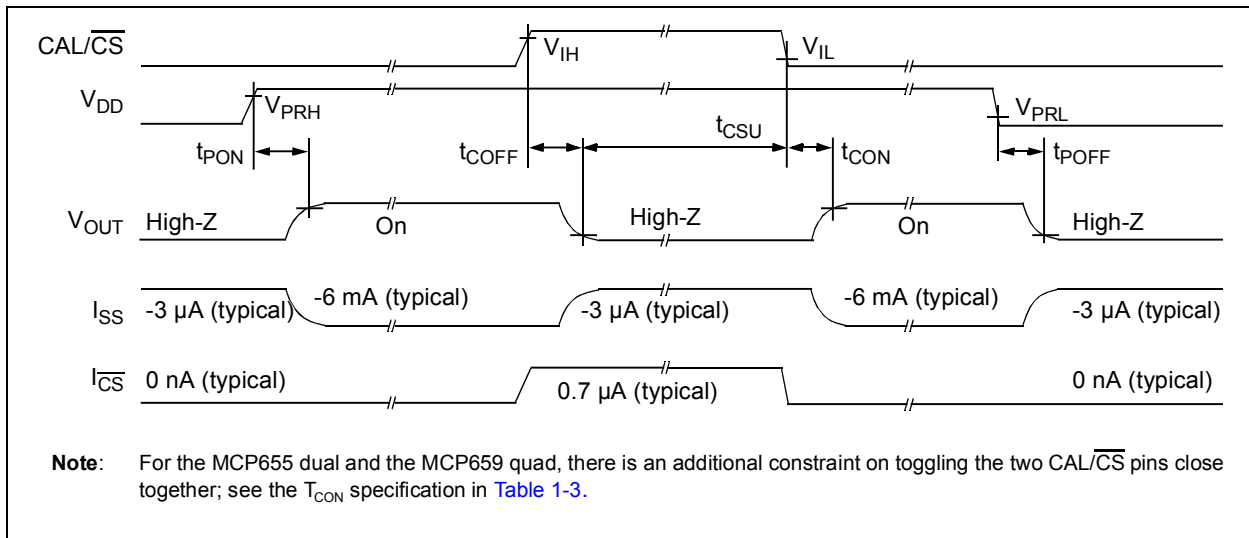 CAL/C̅S̅
V_IH
V_IL
V_DD
V_PRH
V_PRL
t_PON
t_COFF
t_CSU
t_CON
t_POFF
V_OUT
High-Z
On
High-Z
On
High-Z
I_SS
-3 µA (typical)
-6 mA (typical)
-3 µA (typical)
-6 mA (typical)
-3 µA (typical)
I_C̅S̅
0 nA (typical)
0.7 µA (typical)
0 nA (typical)
Note: For the MCP655 dual and the MCP659 quad, there is an additional constraint on toggling the two CAL/C̅S̅ pins close
together; see the T_CON specification in Table 1-3.